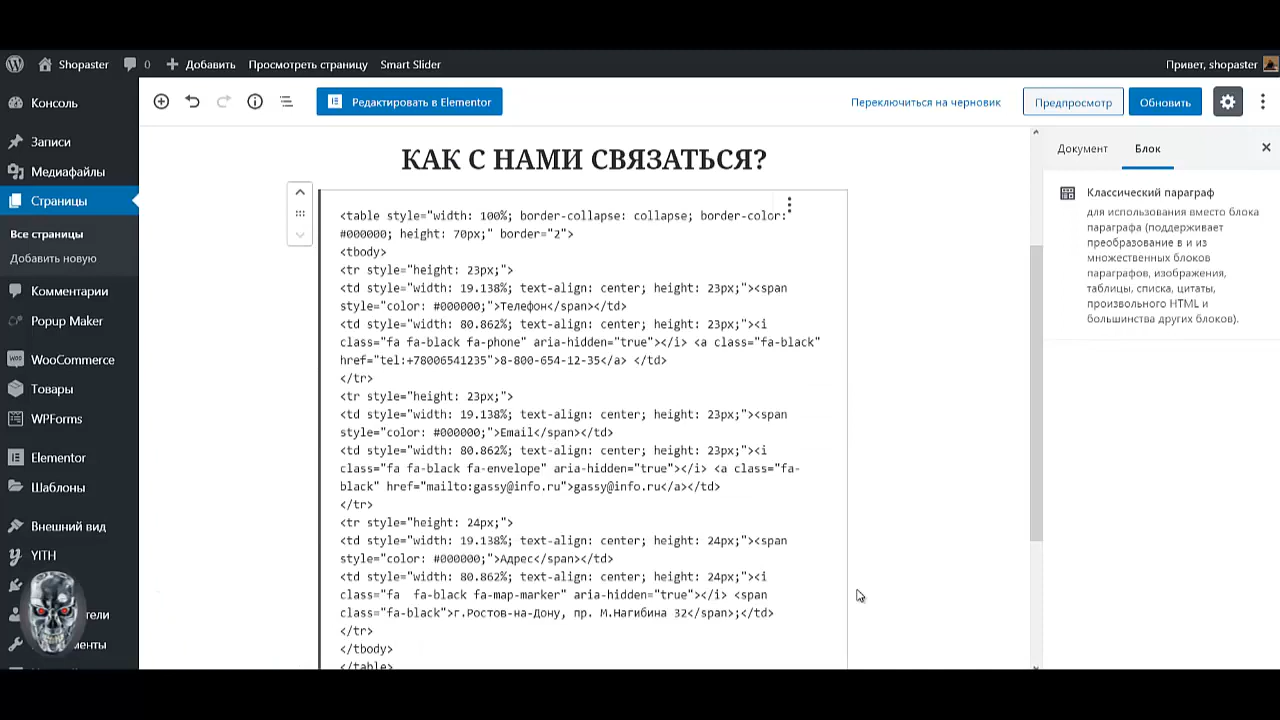 Shopaster
0
Добавить
Просмотреть страницу
Smart Slider
Привет, shopaster
Консоль
Записи
Медиафайлы
Страницы
Все страницы
Добавить новую
Комментарии
Popup Maker
WooCommerce
Товары
WPForms
Elementor
Шаблоны
Внешний вид
YITH
Редактировать в Elementor
Переключиться на черновик
Предпросмотр
Обновить
КАК С НАМИ СВЯЗАТЬСЯ?
<table style="width: 100%; border-collapse: collapse; border-color:
#000000; height: 70px;" border="2">
<tbody>
<tr style="height: 23px;">
<td style="width: 19.138%; text-align: center; height: 23px;"><span
style="color: #000000;">Телефон</span></td>
<td style="width: 80.862%; text-align: center; height: 23px;"><i
class="fa fa-black fa-phone" aria-hidden="true"></i> <a class="fa-black"
href="tel:+78006541235">8-800-654-12-35</a> </td>
</tr>
<tr style="height: 23px;">
<td style="width: 19.138%; text-align: center; height: 23px;"><span
style="color: #000000;">Email</span></td>
<td style="width: 80.862%; text-align: center; height: 23px;"><i
class="fa fa-black fa-envelope" aria-hidden="true"></i> <a class="fa-
black" href="mailto:gassy@info.ru">gassy@info.ru</a></td>
</tr>
<tr style="height: 24px;">
<td style="width: 19.138%; text-align: center; height: 24px;"><span
style="color: #000000;">Адрес</span></td>
<td style="width: 80.862%; text-align: center; height: 24px;"><i
class="fa  fa-black fa-map-marker" aria-hidden="true"></i> <span
class="fa-black">г.Ростов-на-Дону, пр. М.Нагибина 32</span>;</td>
</tr>
</tbody>
</table>
Документ
Блок
Классический параграф
для использования вместо блока
параграфа (поддерживает
преобразование в и из
множественных блоков
параграфов, изображения,
таблицы, списка, цитаты,
произвольного HTML и
большинства других блоков).